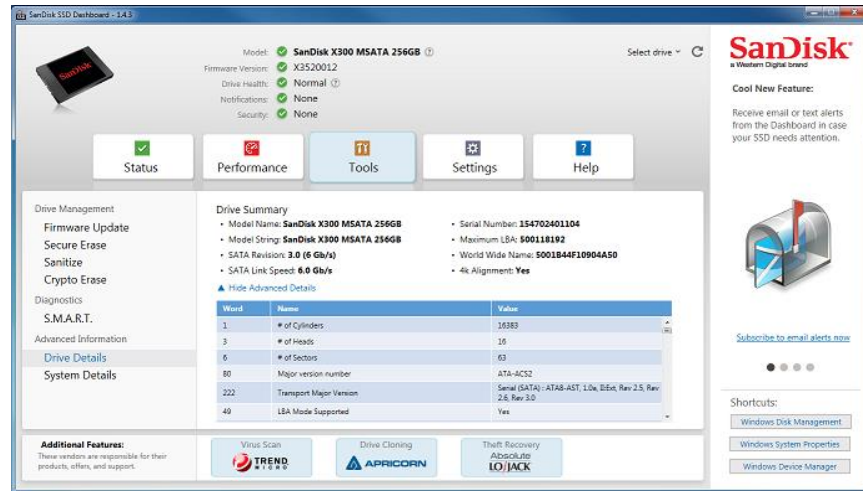 SanDisk SSD Dashboard - 1.4.3
SanDisk
Model: SanDisk X300 MSATA 256GB
Firmware Version: X3520012
Drive Health: Normal
Notifications: None
Security: None
Select drive
SanDisk
a Western Digital brand
Cool New Feature:
Receive email or text alerts
from the Dashboard in case
your SSD needs attention.
Status
Performance
Tools
Settings
Help
Drive Management
Firmware Update
Secure Erase
Sanitize
Crypto Erase
Diagnostics
S.M.A.R.T.
Advanced Information
Drive Details
System Details
Drive Summary
• Model Name: SanDisk X300 MSATA 256GB
• Model String: SanDisk X300 MSATA 256GB
• SATA Revision: 3.0 (6 Gb/s)
• SATA Link Speed: 6.0 Gb/s
• Serial Number: 154702401104
• Maximum LBA: 500118192
• World Wide Name: 5001B44F10904A50
• 4k Alignment: Yes
Hide Advanced Details
Word Name Value
1 # of Cylinders 16383
3 # of Heads 16
6 # of Sectors 63
80 Major version number ATA-ACS2
222 Transport Major Version Serial (SATA) : ATA8-AST, 1.0a, II:Ext, Rev 2.5, Rev
2.6, Rev 3.0
49 LBA Mode Supported Yes
Subscribe to email alerts now
Shortcuts:
Windows Disk Management
Windows System Properties
Windows Device Manager
Additional Features:
These vendors are responsible for their
products, offers, and support.
Virus Scan
TREND
MICRO
Drive Cloning
APRICORN
Theft Recovery
Absolute
LOJACK